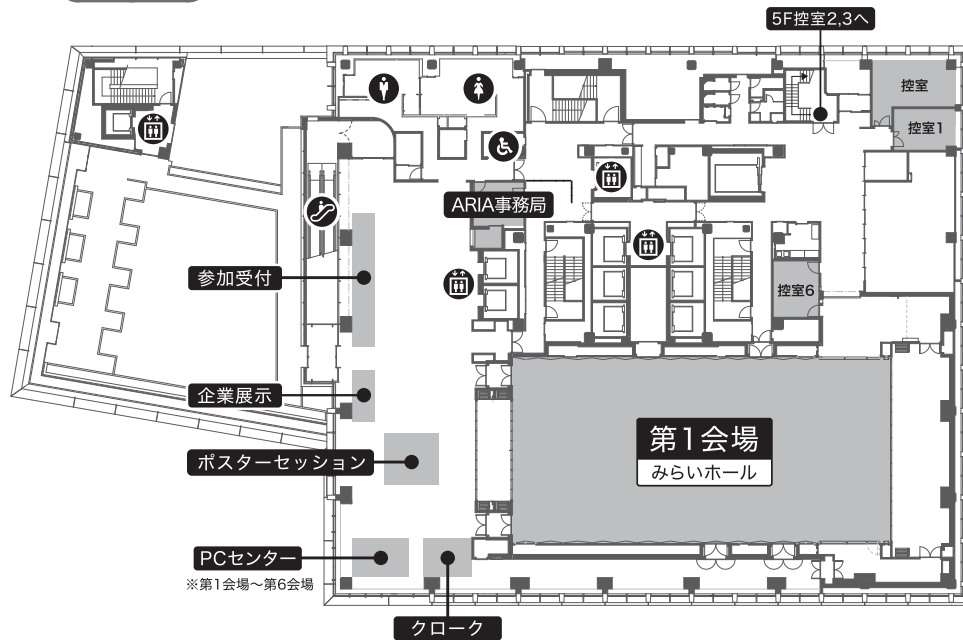 5F控室2,3へ
控室
控室1
ARIA事務局
参加受付
控室6
企業展示
第1会場
みらいホール
ポスターセッション
PCセンター
※第1会場～第6会場
クローク